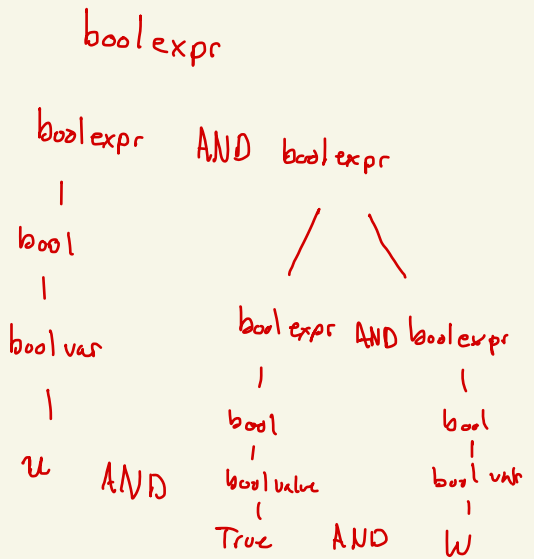 boolexpr
boolexpr AND boolexpr
bool
boolexpr AND boolexpr
boolvar
bool bool
u AND boolvalue boolvar
True AND W